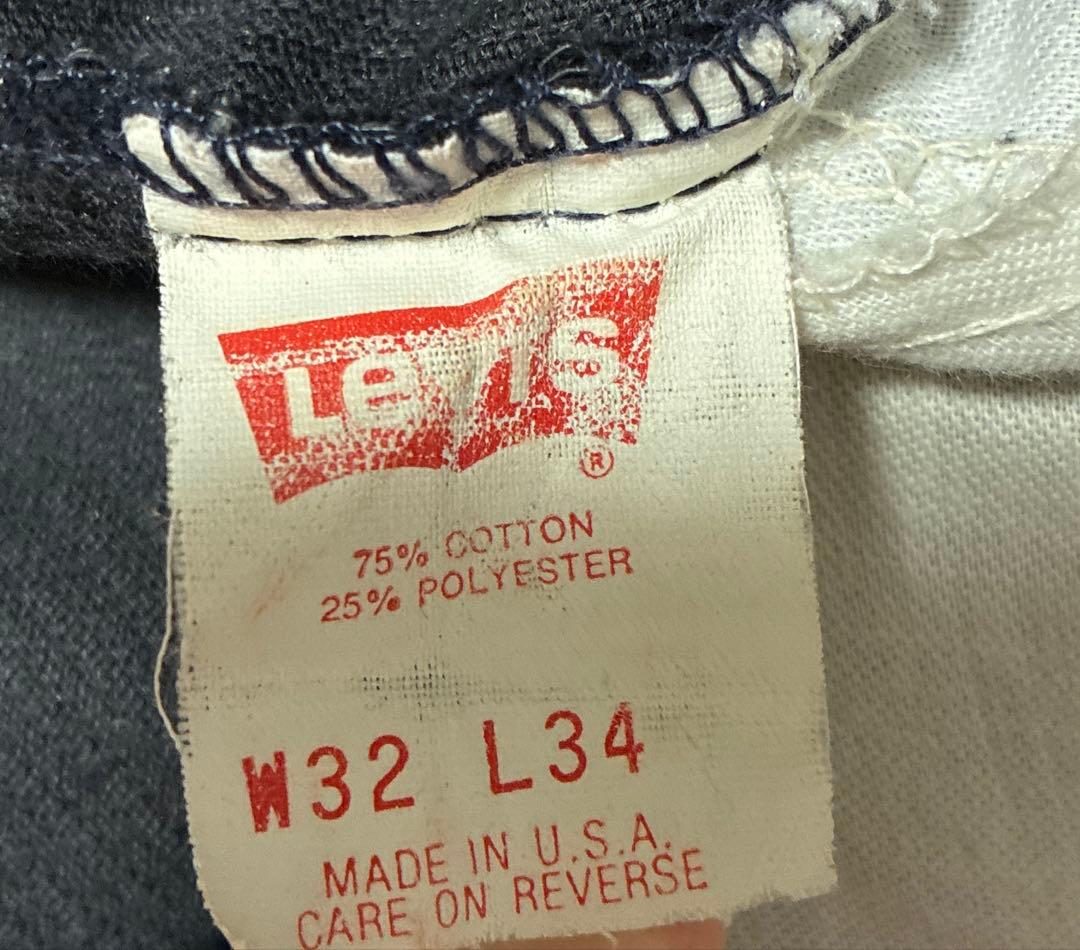 Levi's
®
75% COTTON
25% POLYESTER
W32 L34
MADE IN U.S.A.
CARE ON REVERSE